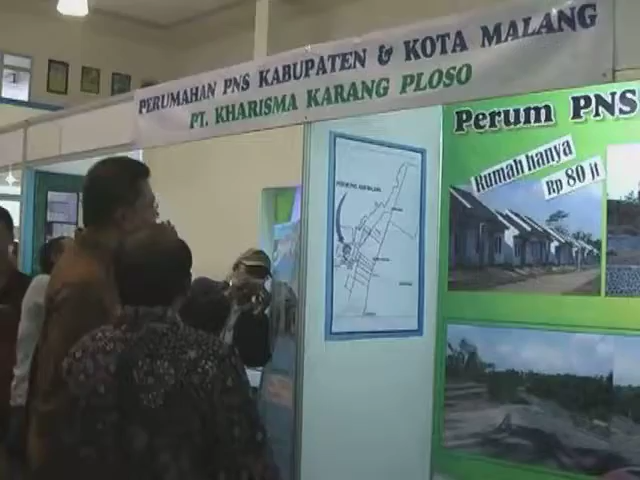 PERUMAHAN PNS KABUPATEN & KOTA MALANG
PT. KHARISMA KARANG PLOSO
Perum PNS
Rumah hanya
Rp 80 jt